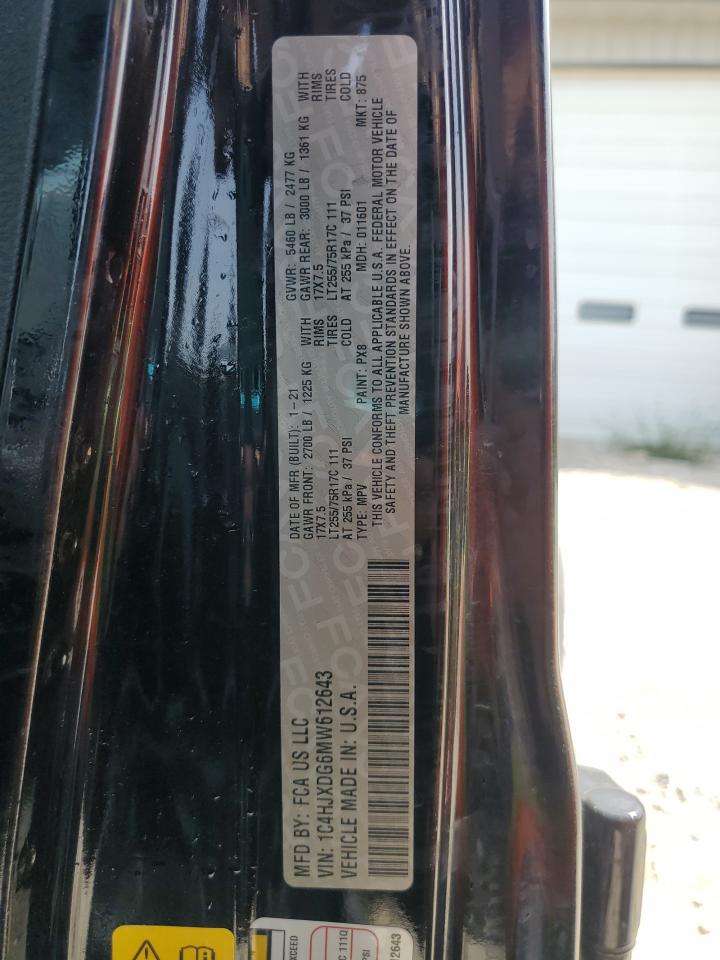 MFD BY: FCA US LLC
VIN: 1C4HJXDG6MW612643
VEHICLE MADE IN: U.S.A.
DATE OF MFR (BUILT): 1-21 GVWR: 5460 LB / 2477 KG
GAWR FRONT: 2700 LB / 1225 KG WITH GAWR REAR: 3000 LB / 1361 KG WITH
17X7.5 RIMS 17X7.5 RIMS
LT255/75R17C 111 TIRES LT255/75R17C 111 TIRES
AT 255 kPa / 37 PSI COLD AT 255 kPa / 37 PSI COLD
TYPE: MPV PAINT: PX8 MDH: 011601 MKT: 875
THIS VEHICLE CONFORMS TO ALL APPLICABLE U.S.A. FEDERAL MOTOR VEHICLE
SAFETY AND THEFT PREVENTION STANDARDS IN EFFECT ON THE DATE OF
MANUFACTURE SHOWN ABOVE.
EXCEED
C 111Q
PSI
12643